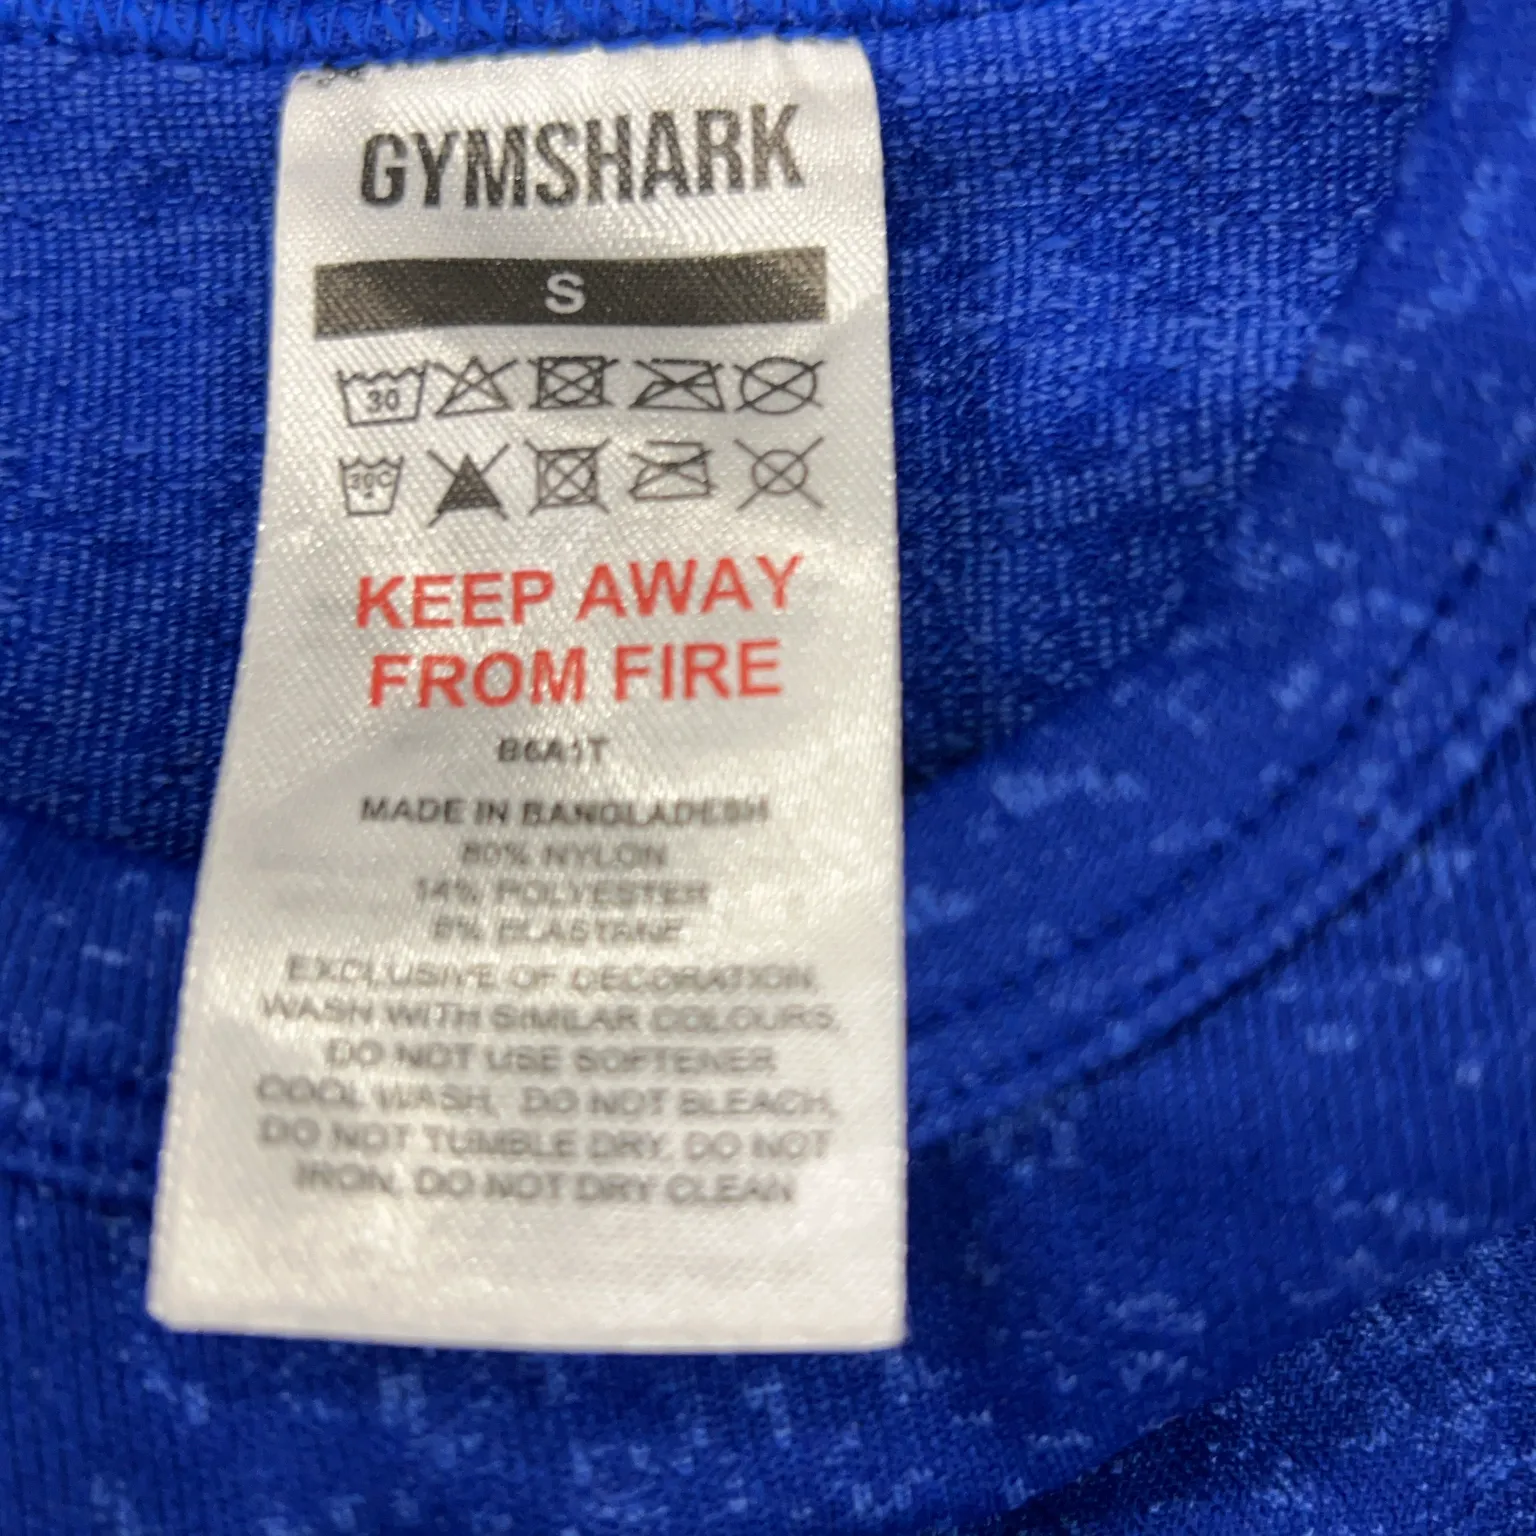 GYMSHARK
S
30
30C
KEEP AWAY
FROM FIRE
B6A1T
MADE IN BANGLADESH
80% NYLON
14% POLYESTER
6% ELASTANE
EXCLUSIVE OF DECORATION,
WASH WITH SIMILAR COLOURS,
DO NOT USE SOFTENER
COOL WASH, DO NOT BLEACH,
DO NOT TUMBLE DRY, DO NOT
IRON, DO NOT DRY CLEAN